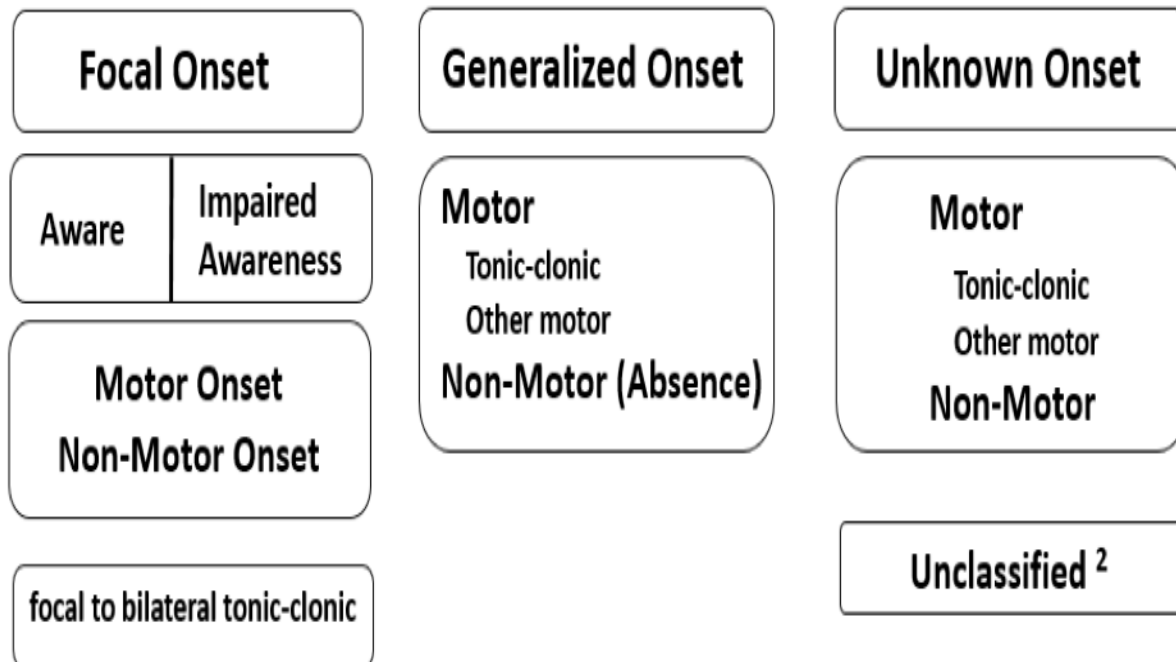 Focal Onset
Aware
Impaired
Awareness
Motor Onset
Non-Motor Onset
focal to bilateral tonic-clonic
Generalized Onset
Motor
Tonic-clonic
Other motor
Non-Motor (Absence)
Unknown Onset
Motor
Tonic-clonic
Other motor
Non-Motor
Unclassified ²